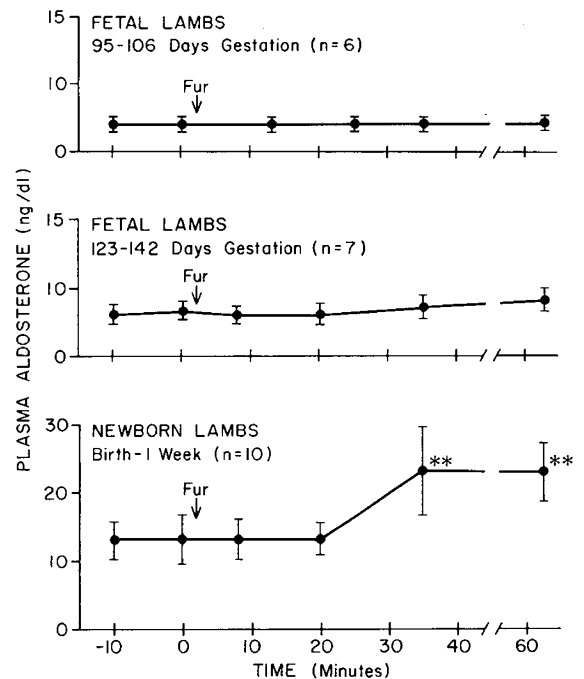 FETAL LAMBS
95-106 Days Gestation (n=6)
15
10
0
Fur
FETAL LAMBS
123-142 Days Gestation (n=7)
15
10
0
Fur
PLASMA ALDOSTERONE (ng/dl)
NEWBORN LAMBS
Birth-1 Week (n=10)
30
20
10
0
Fur
**
**
-10 0 10 20 30 40 60
TIME (Minutes)